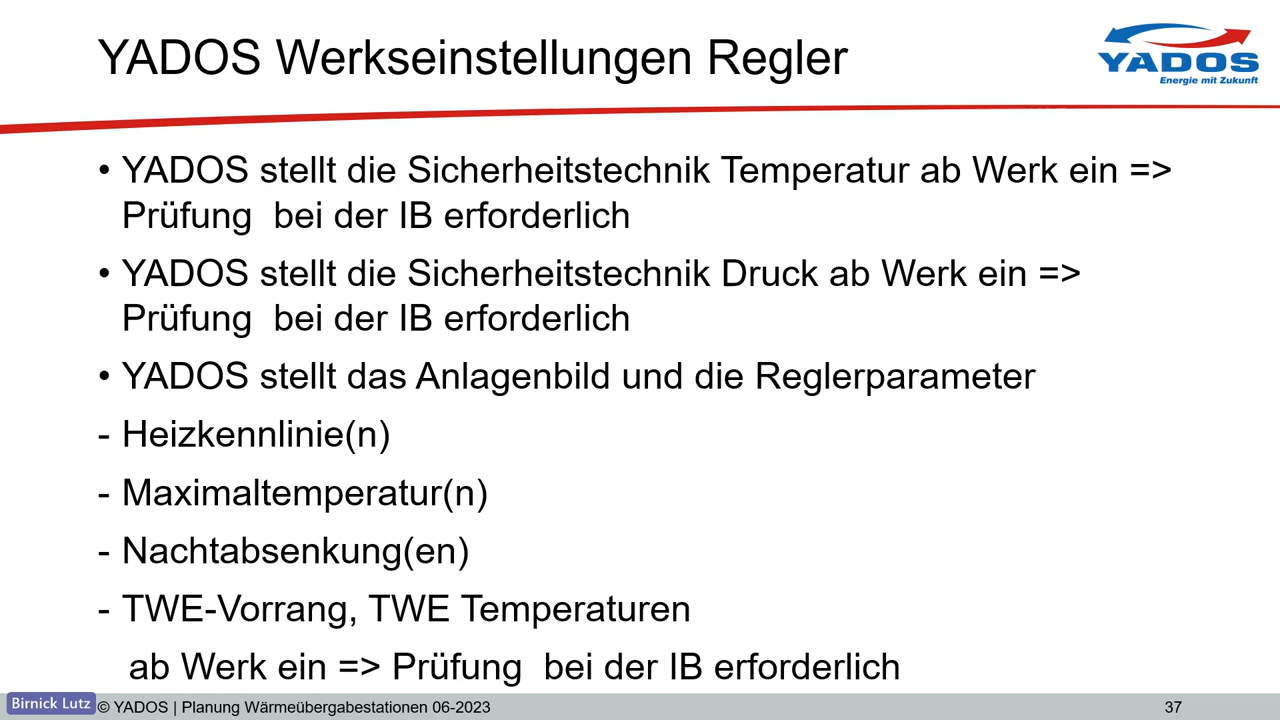 YADOS Werkseinstellungen Regler
YADOS
Energie mit Zukunft
• YADOS stellt die Sicherheitstechnik Temperatur ab Werk ein =>
Prüfung  bei der IB erforderlich
• YADOS stellt die Sicherheitstechnik Druck ab Werk ein =>
Prüfung  bei der IB erforderlich
• YADOS stellt das Anlagenbild und die Reglerparameter
- Heizkennlinie(n)
- Maximaltemperatur(n)
- Nachtabsenkung(en)
- TWE-Vorrang, TWE Temperaturen
ab Werk ein => Prüfung  bei der IB erforderlich
Birnick Lutz
© YADOS | Planung Wärmeübergabestationen 06-2023
37